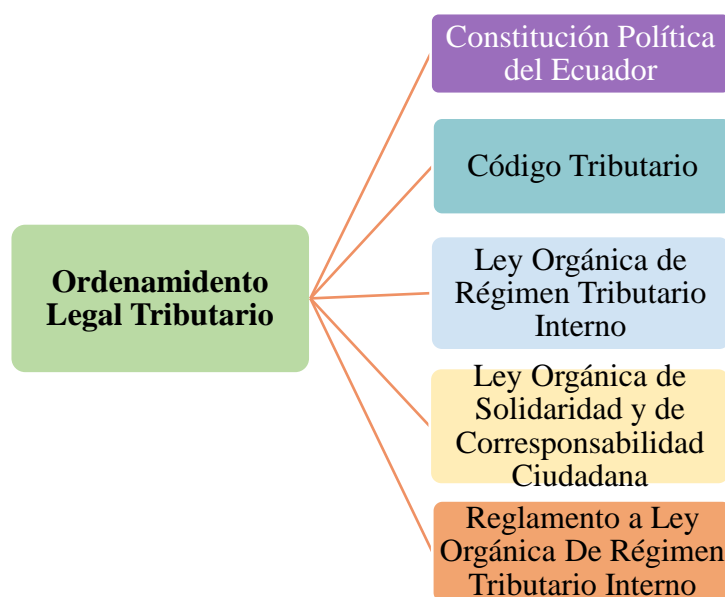 Ordenamidento
Legal Tributario
Constitución Política
del Ecuador
Código Tributario
Ley Orgánica de
Régimen Tributario
Interno
Ley Orgánica de
Solidaridad y de
Corresponsabilidad
Ciudadana
Reglamento a Ley
Orgánica De Régimen
Tributario Interno